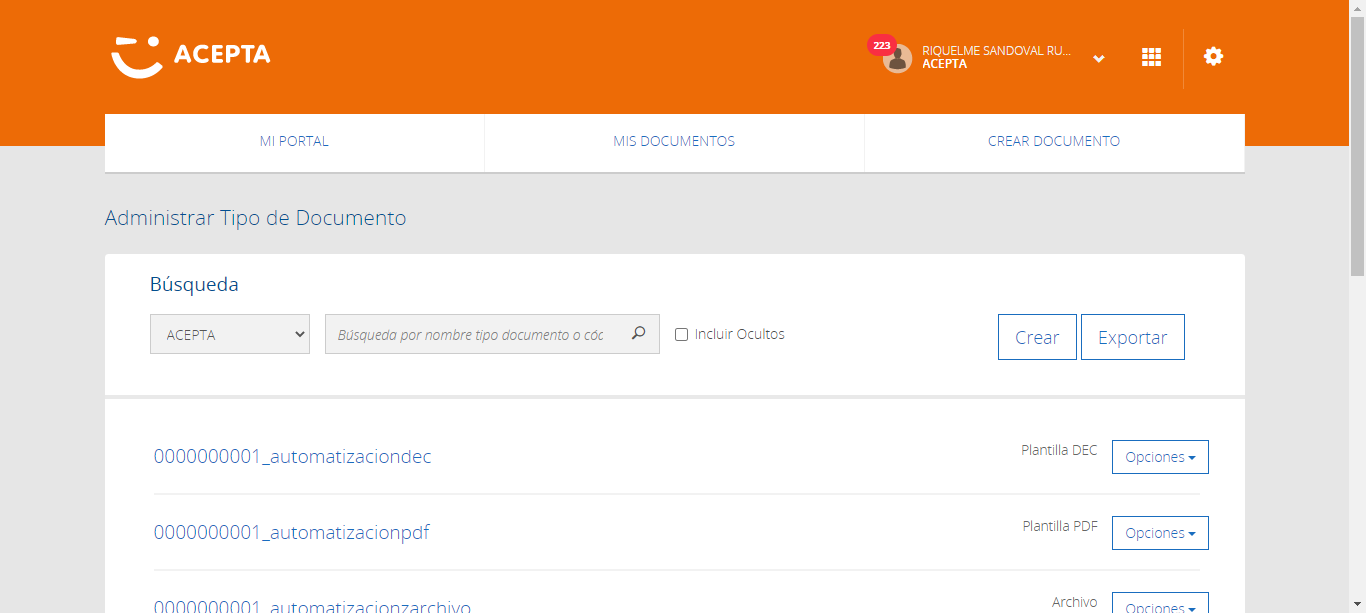 ACEPTA
223
RIQUELME SANDOVAL RU...
ACEPTA
MI PORTAL
MIS DOCUMENTOS
CREAR DOCUMENTO
Administrar Tipo de Documento
Búsqueda
ACEPTA
Búsqueda por nombre tipo documento o cóc
Incluir Ocultos
Crear
Exportar
0000000001_automatizaciondec
Plantilla DEC
Opciones
0000000001_automatizacionpdf
Plantilla PDF
Opciones
0000000001_automatizacionzarchivo
Archivo
Opciones